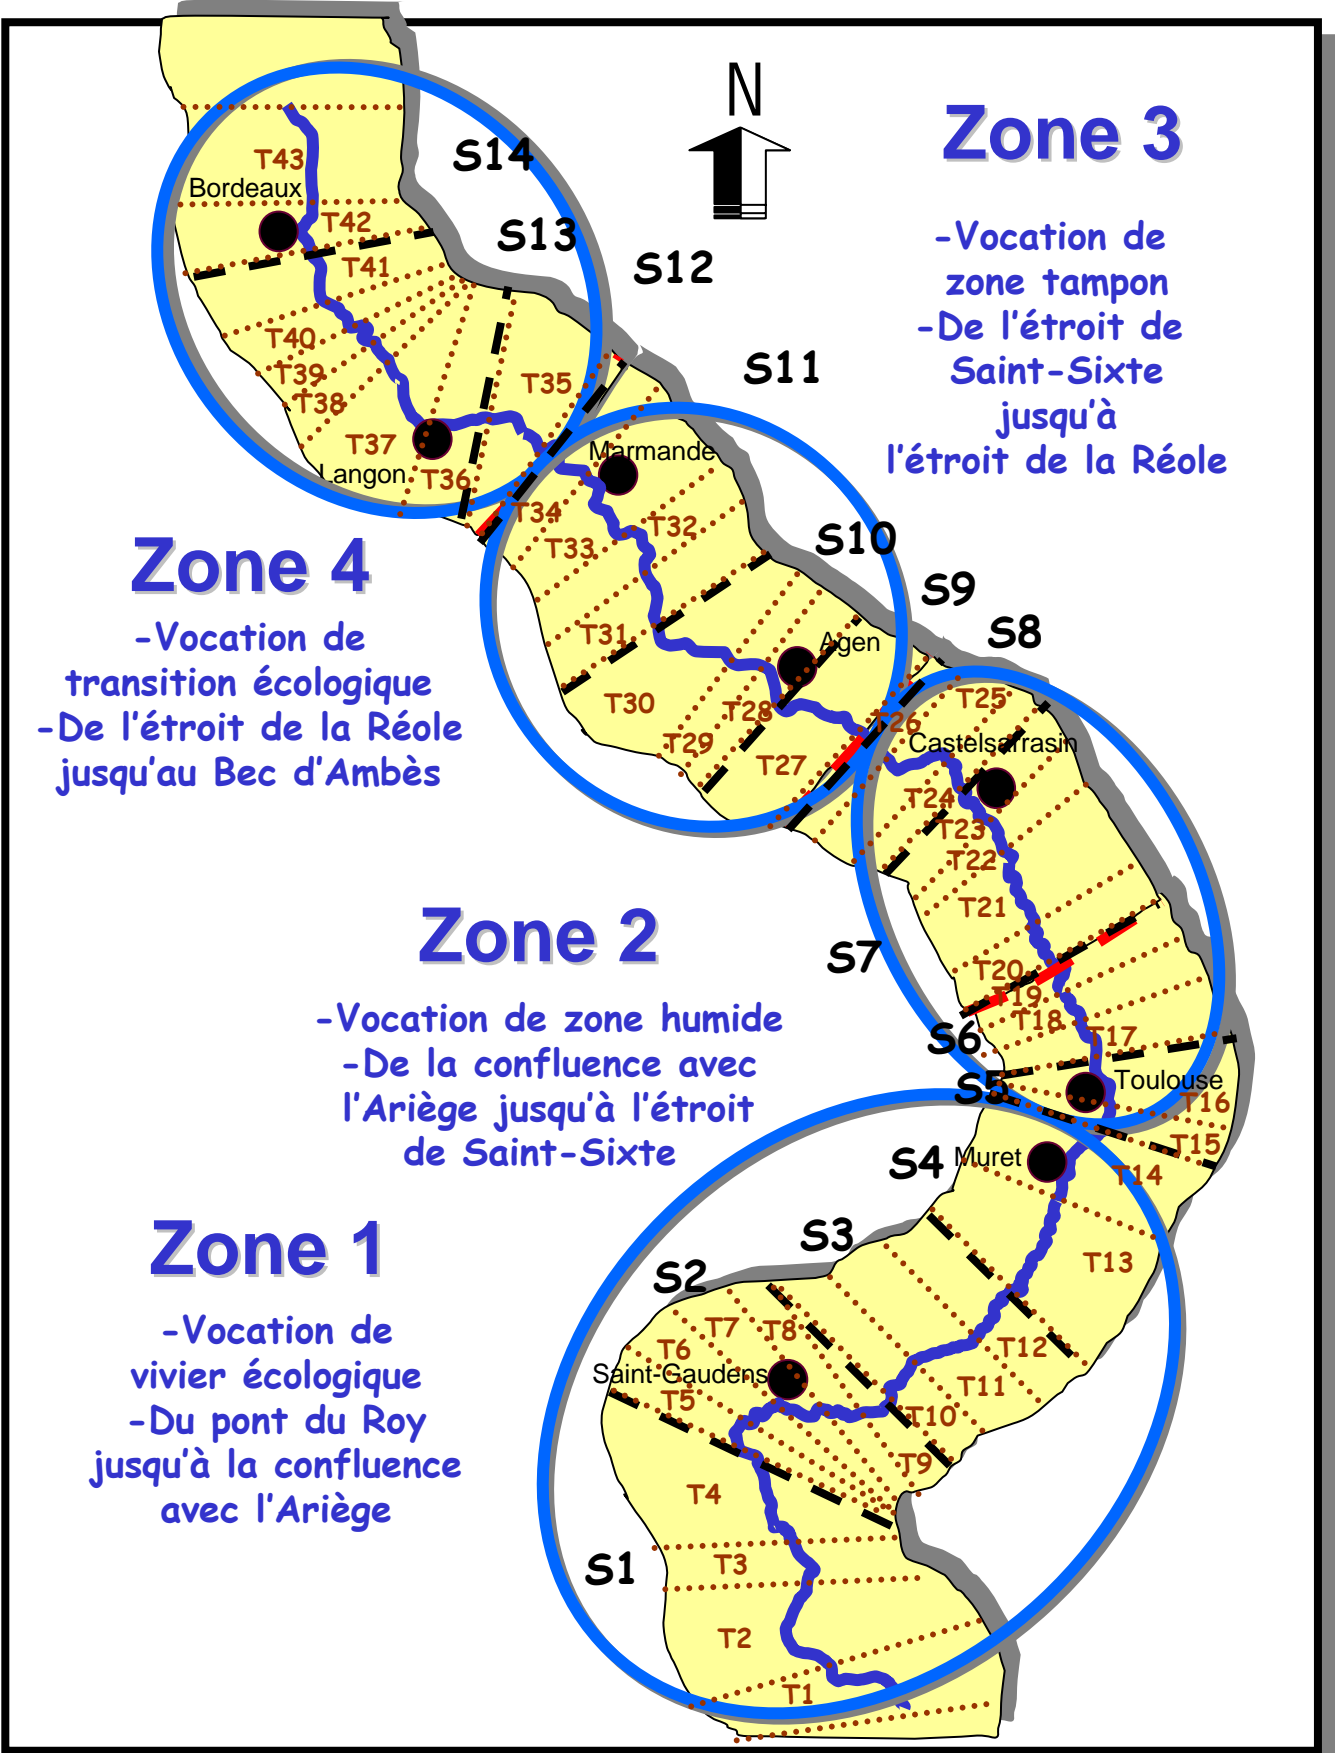 N
Zone 3
-Vocation de
zone tampon
-De l'étroit de
Saint-Sixte
jusqu'à
l'étroit de la Réole
S14
S13
S12
S11
S10
S9
S8
S7
S6
S5
S4
S3
S2
S1
T43
Bordeaux
T42
T41
T40
T39
T38
T37
Langon
T36
T35
Marmande
T34
T33
T32
T31
T30
T29
T28
Agen
T27
T26
T25
Castelsarrasin
T24
T23
T22
T21
T20
T19
T18
T17
Toulouse
T16
T15
Muret
T14
T13
T12
T11
T10
T9
T8
T7
T6
Saint-Gaudens
T5
T4
T3
T2
T1
Zone 4
-Vocation de
transition écologique
-De l'étroit de la Réole
jusqu'au Bec d'Ambès
Zone 2
-Vocation de zone humide
-De la confluence avec
l'Ariège jusqu'à l'étroit
de Saint-Sixte
Zone 1
-Vocation de
vivier écologique
-Du pont du Roy
jusqu'à la confluence
avec l'Ariège